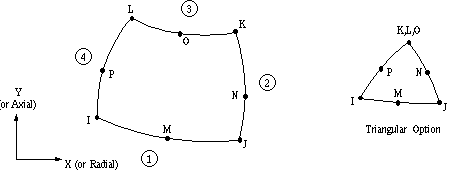 L
3
K
O
K,L,O
4
P
P
N
Y
(or Axial)
N
2
I
M
I
M
J
J
Triangular Option
X (or Radial)
1